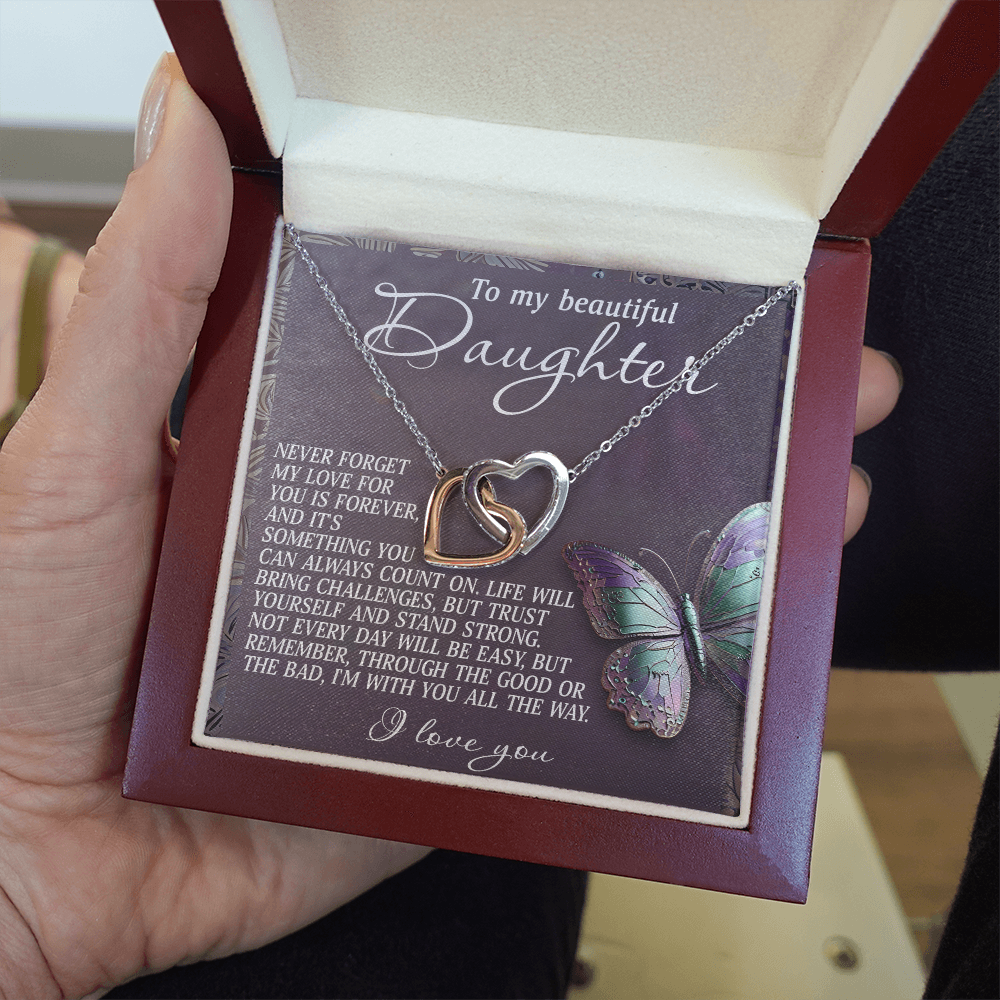 To my beautiful
Daughter
NEVER FORGET
MY LOVE FOR
YOU IS FOREVER,
AND IT'S
SOMETHING YOU
CAN ALWAYS COUNT ON. LIFE WILL
BRING CHALLENGES, BUT TRUST
YOURSELF AND STAND STRONG.
NOT EVERY DAY WILL BE EASY, BUT
REMEMBER, THROUGH THE GOOD OR
THE BAD, I'M WITH YOU ALL THE WAY.
I love you